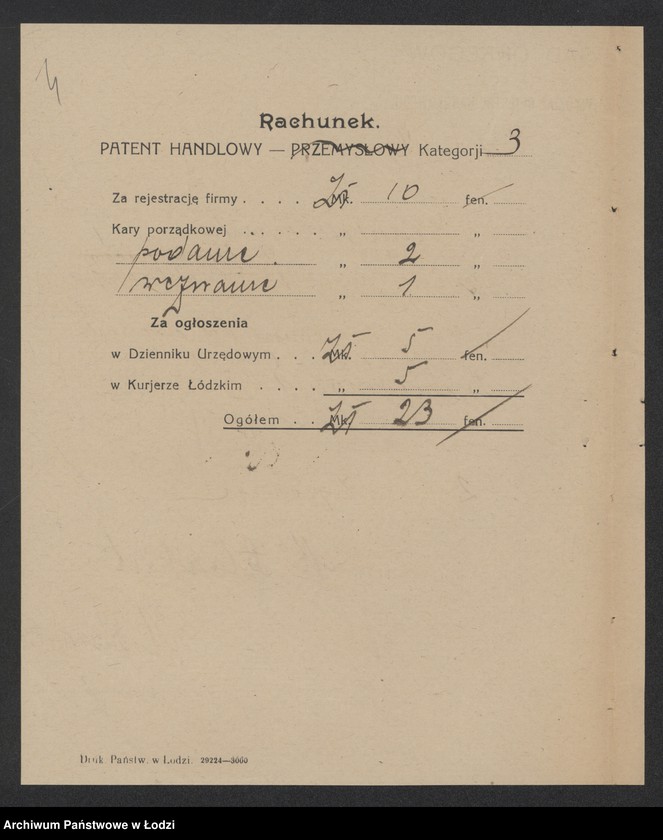 4
Rachunek.
PATENT HANDLOWY — PRZEMYSŁOWY Kategorji 3
Za rejestrację firmy . . . . Zł Mk. 10 fen.
Kary porządkowej . . . . . . „ „
podanie . „ 2 „
wezwanie „ 1 „
Za ogłoszenia
w Dzienniku Urzędowym . . . Zł Mk. 5 fen.
w Kurjerze Łódzkim . . . . „ 5 „
Ogółem . . Zł Mk. 23 fen.
Druk. Państw. w Łodzi. 29224—3000
Archiwum Państwowe w Łodzi